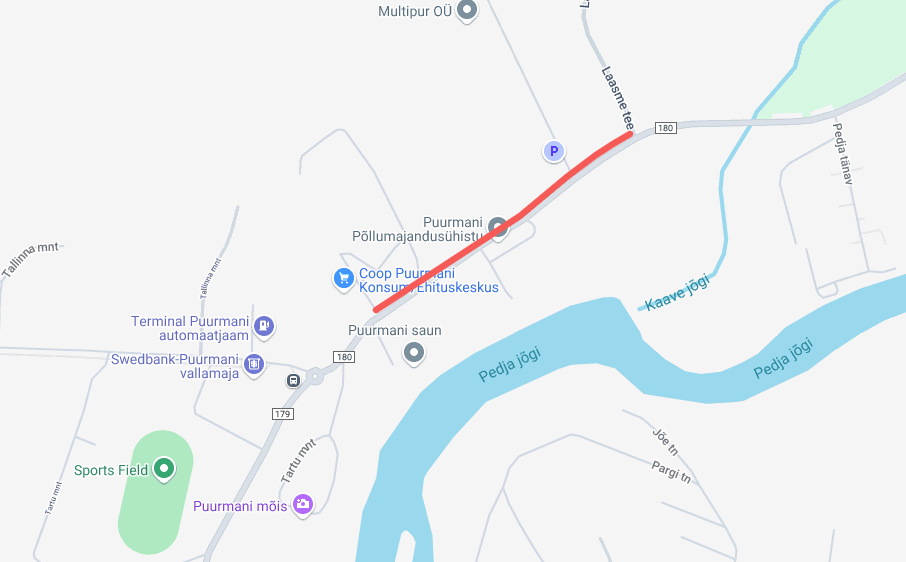 Multipur OÜ
Laasme tee
180
P
Pedja tänav
Puurmani
Põllumajandusühistu
Tallinna mnt
Tallinna mnt
Coop Puurmani
Konsum/Ehituskeskus
Kaave jõgi
Terminal Puurmani
automaatjaam
Puurmani saun
Swedbank-Puurmani
vallamaja
180
Pedja jõgi
Pedja jõgi
179
Jõe tn
Tartu mnt
Pargi tn
Sports Field
Tartu mnt
Puurmani mõis